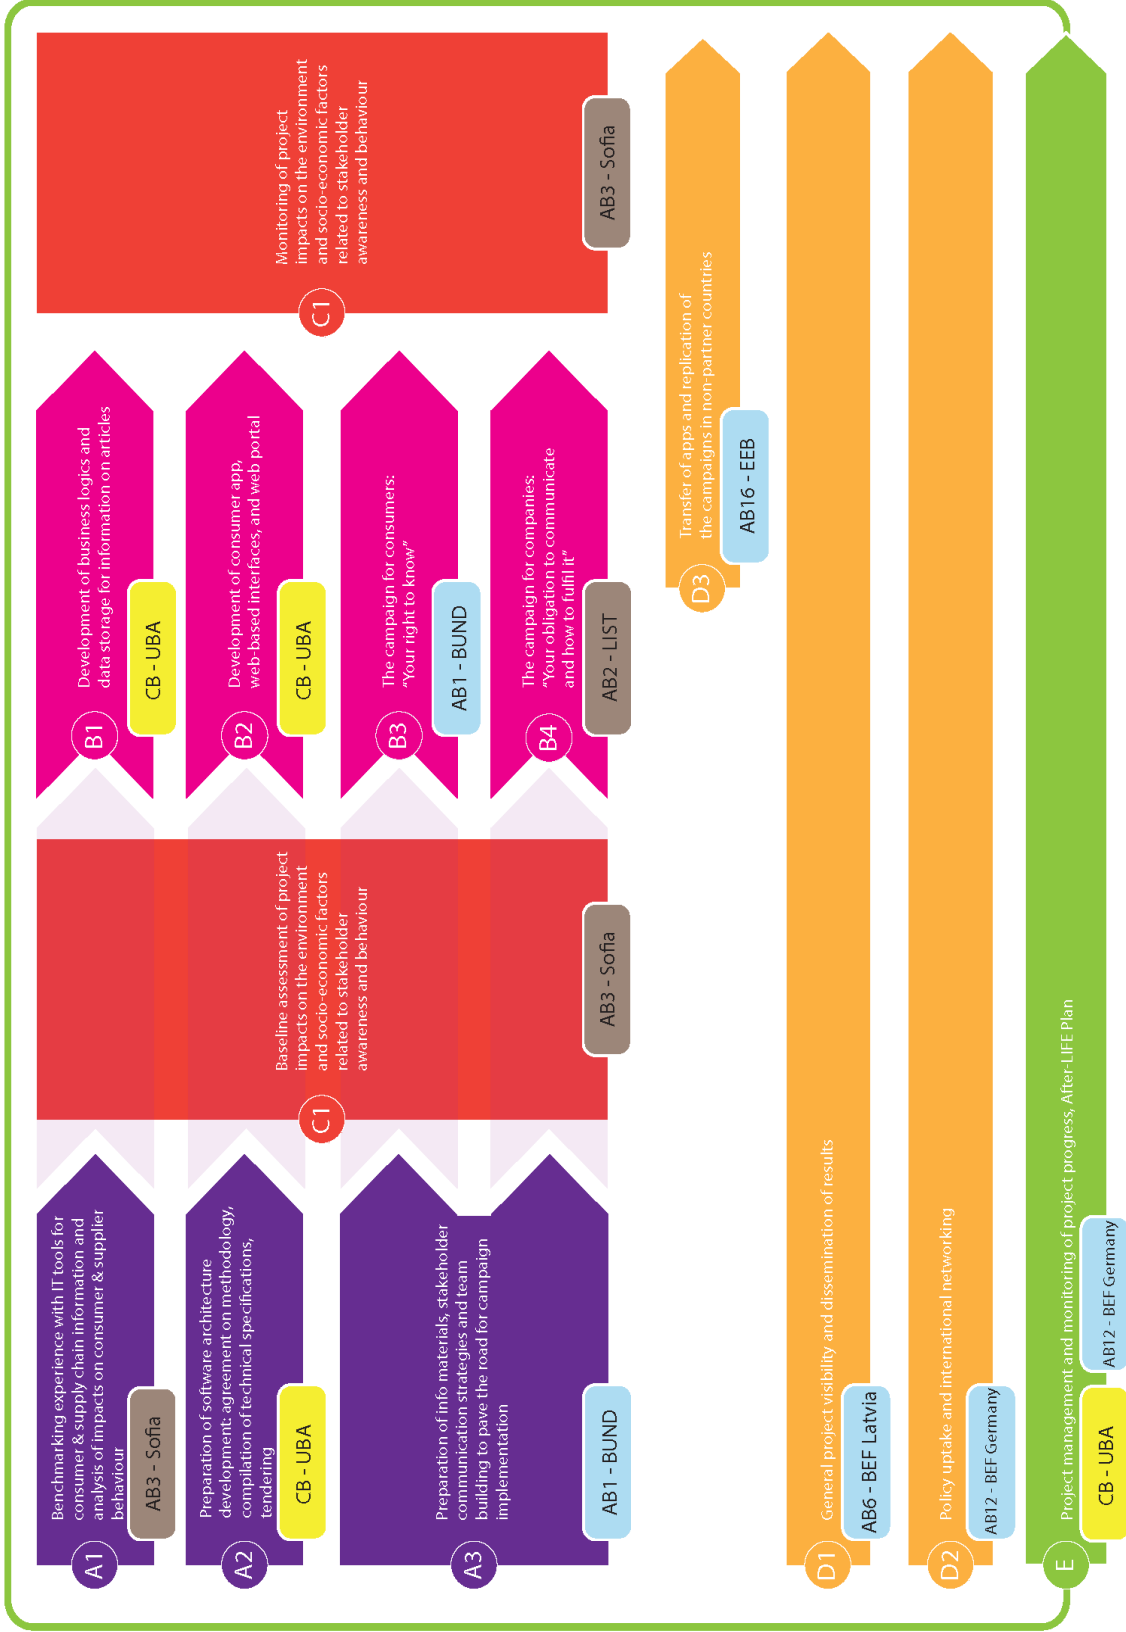 A1
Benchmarking experience with IT tools for
consumer & supply chain information and
analysis of impacts on consumer & supplier
behaviour
AB3 - Sofia
A2
Preparation of software architecture
development: agreement on methodology,
compilation of technical specifications,
tendering
CB - UBA
A3
Preparation of info materials, stakeholder
communication strategies and team
building to pave the road for campaign
implementation
AB1 - BUND
C1
Baseline assessment of project
impacts on the environment
and socio-economic factors
related to stakeholder
awareness and behaviour
AB3 - Sofia
B1
Development of business logics and
data storage for information on articles
CB - UBA
B2
Development of consumer app,
web-based interfaces, and web portal
CB - UBA
B3
The campaign for consumers:
“Your right to know”
AB1 - BUND
B4
The campaign for companies:
“Your obligation to communicate
and how to fulfil it”
AB2 - LIST
C1
Monitoring of project
impacts on the environment
and socio-economic factors
related to stakeholder
awareness and behaviour
AB3 - Sofia
D3
Transfer of apps and replication of
the campaigns in non-partner countries
AB16 - EEB
D1
General project visibility and dissemination of results
AB6 - BEF Latvia
D2
Policy uptake and international networking
AB12 - BEF Germany
E
Project management and monitoring of project progress, After-LIFE Plan
CB - UBA
AB12 - BEF Germany